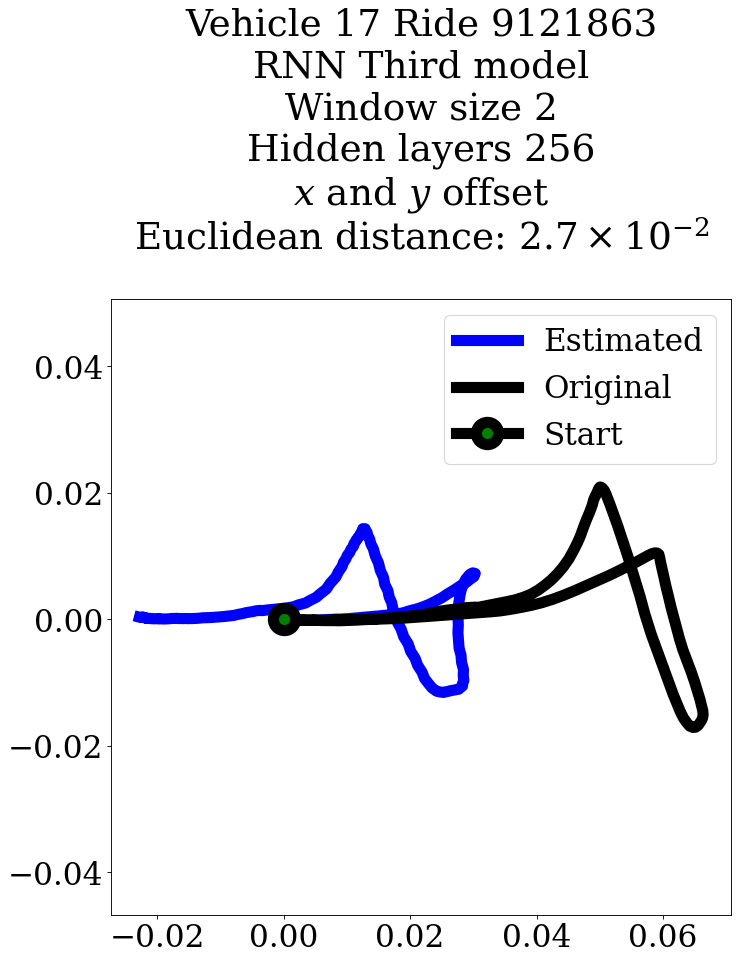 Vehicle 17 Ride 9121863
RNN Third model
Window size 2
Hidden layers 256
x and y offset
Euclidean distance: 2.7 × 10⁻²
Estimated
Original
Start
0.04
0.02
0.00
−0.02
−0.04
−0.02 0.00 0.02 0.04 0.06